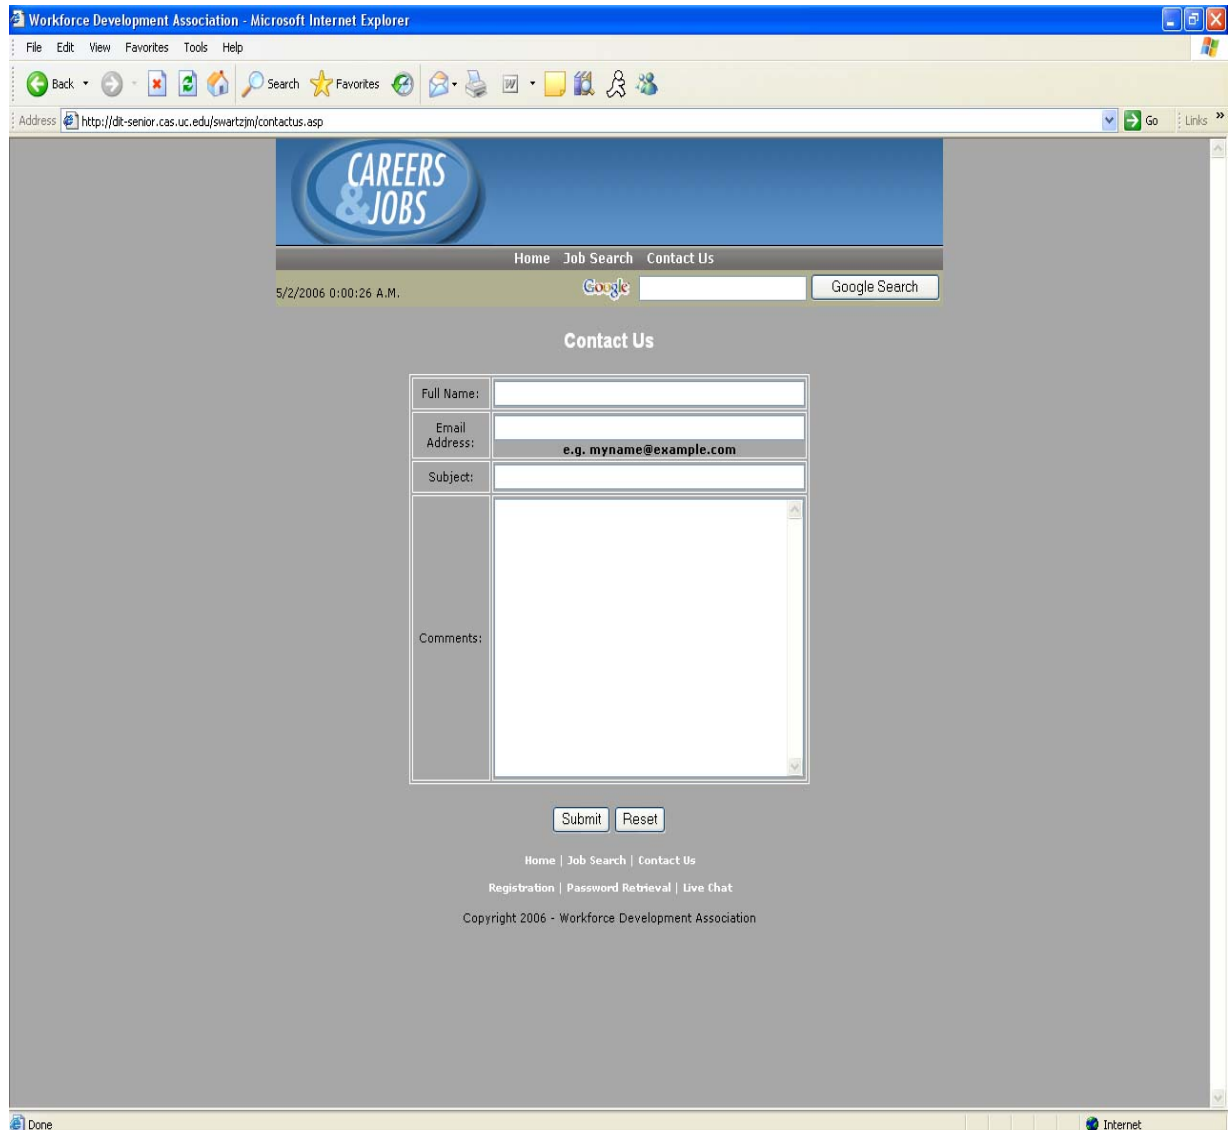 Workforce Development Association - Microsoft Internet Explorer
File Edit View Favorites Tools Help
Back Search Favorites
Address http://dit-senior.cas.uc.edu/swartzjm/contactus.asp Go Links »
CAREERS
& JOBS
Home Job Search Contact Us
5/2/2006 0:00:26 A.M. Google Google Search
Contact Us
Full Name:
Email
Address:
e.g. myname@example.com
Subject:
Comments:
Submit Reset
Home | Job Search | Contact Us
Registration | Password Retrieval | Live Chat
Copyright 2006 - Workforce Development Association
Done Internet